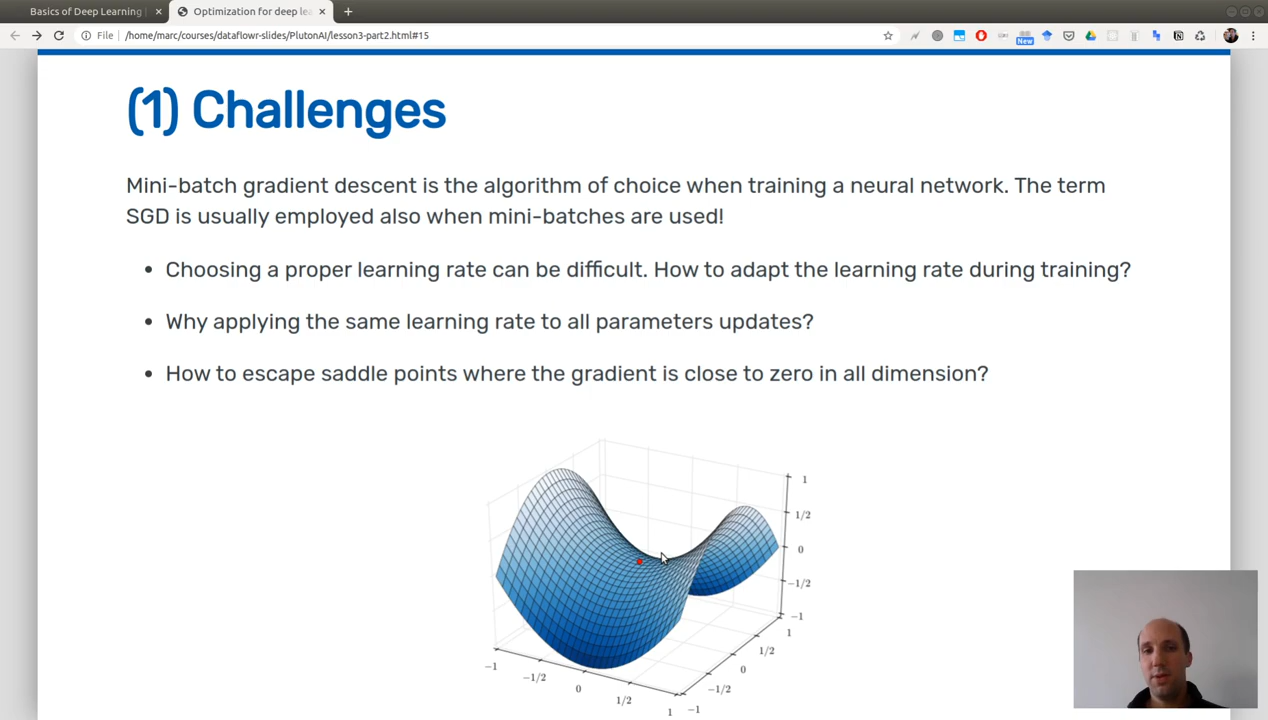 Basics of Deep Learning
Optimization for deep lea
File
/home/marc/courses/dataflowr-slides/PlutonAI/lesson3-part2.html#15
New
(1) Challenges
Mini-batch gradient descent is the algorithm of choice when training a neural network. The term
SGD is usually employed also when mini-batches are used!
• Choosing a proper learning rate can be difficult. How to adapt the learning rate during training?
• Why applying the same learning rate to all parameters updates?
• How to escape saddle points where the gradient is close to zero in all dimension?
1
1/2
0
−1/2
−1
1
1/2
0
−1/2
−1
−1
−1/2
0
1/2
1